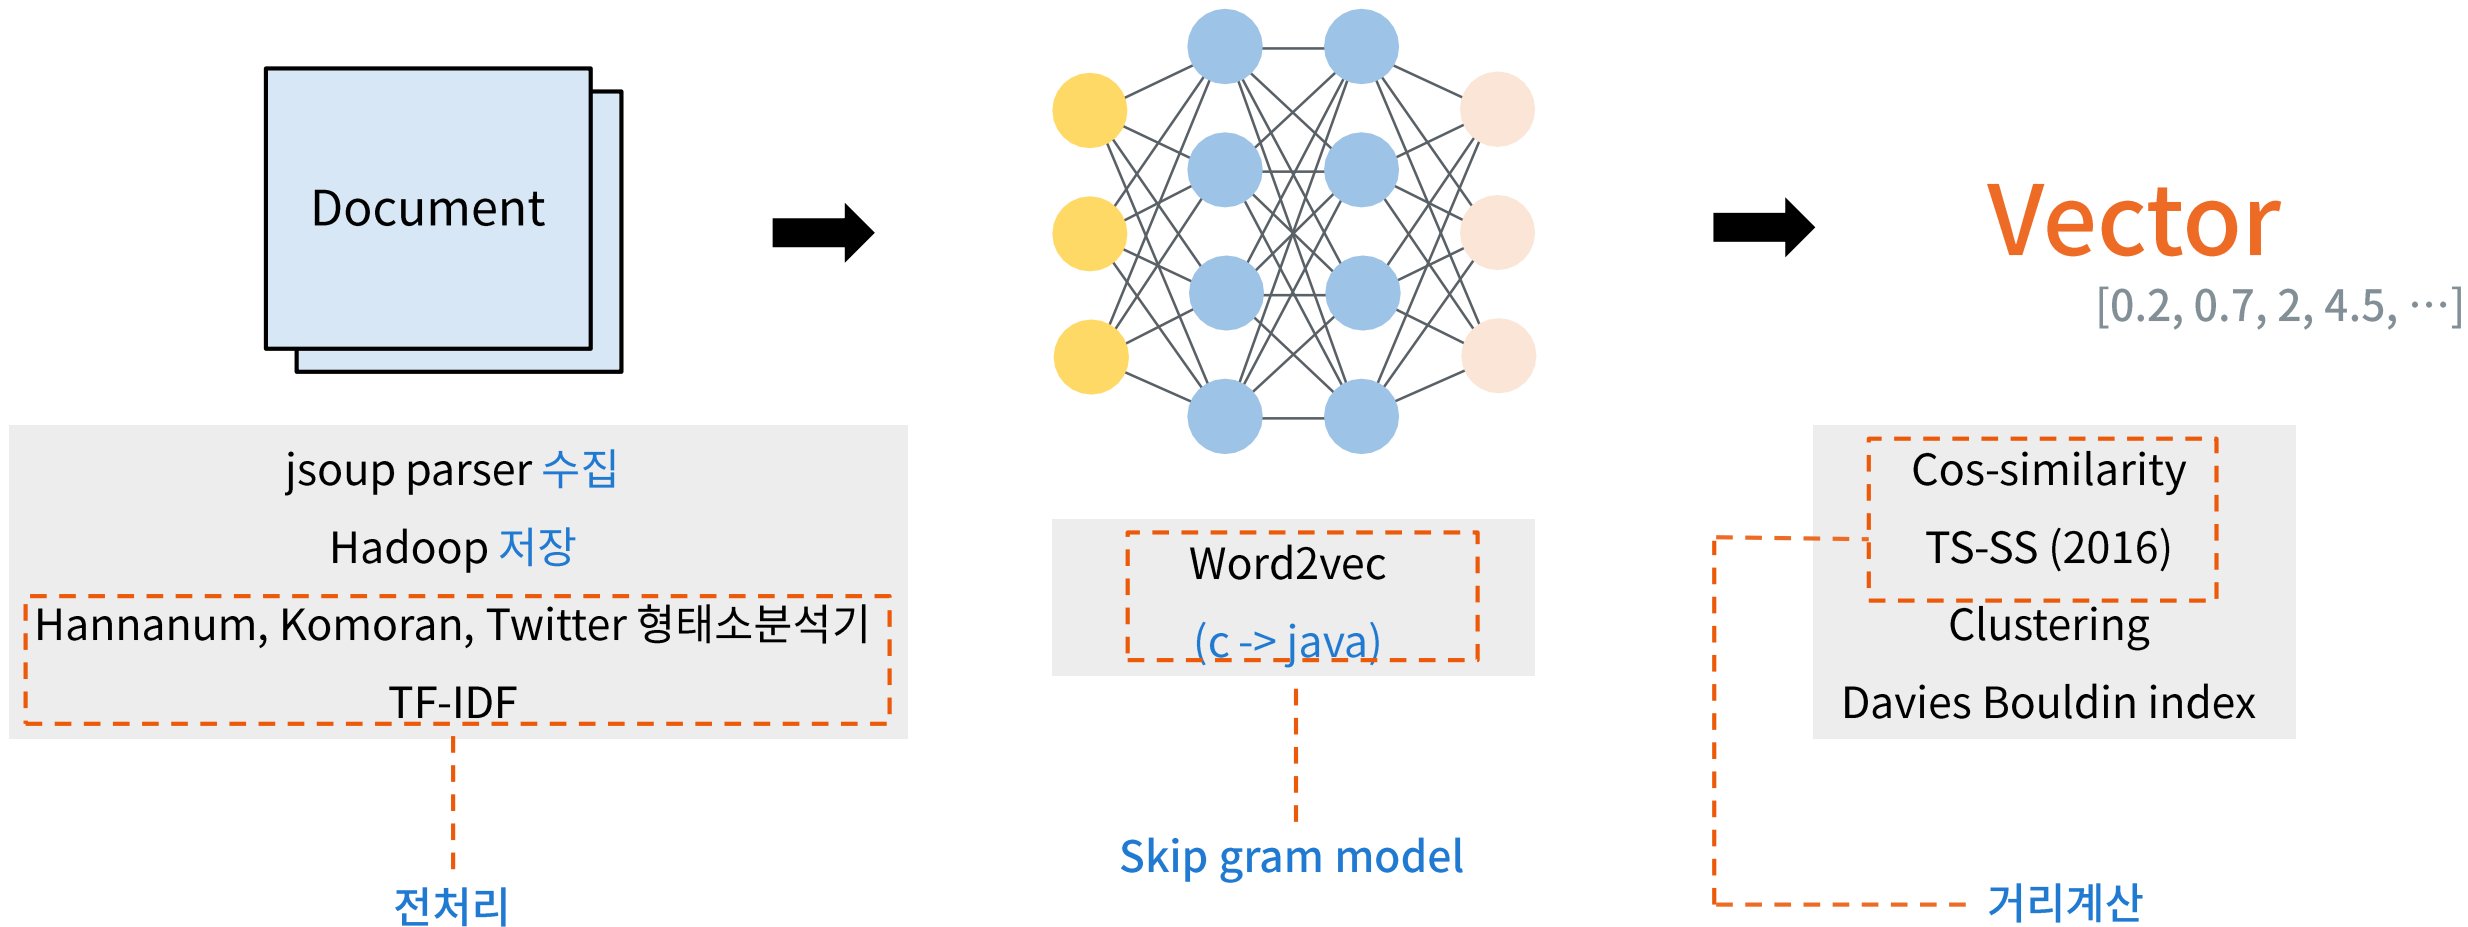 Document
jsoup parser 수집
Hadoop 저장
Hannanum, Komoran, Twitter 형태소분석기
TF-IDF
전처리
Word2vec
(c -> java)
Skip gram model
Vector
[0.2, 0.7, 2, 4.5, ⋯]
Cos-similarity
TS-SS (2016)
Clustering
Davies Bouldin index
거리계산